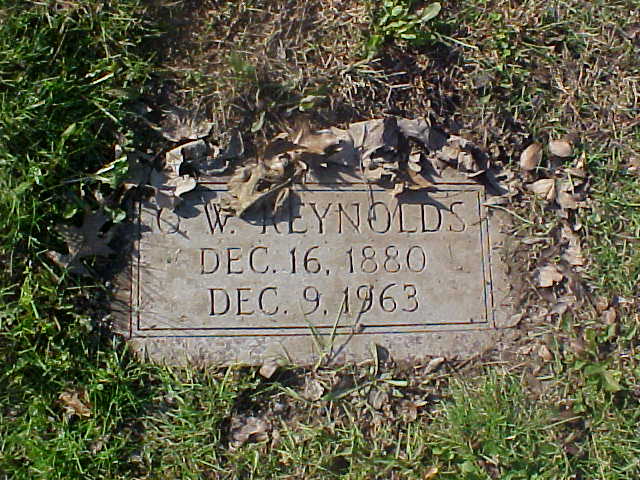 W. REYNOLDS
DEC. 16, 1880
DEC. 9, 1963